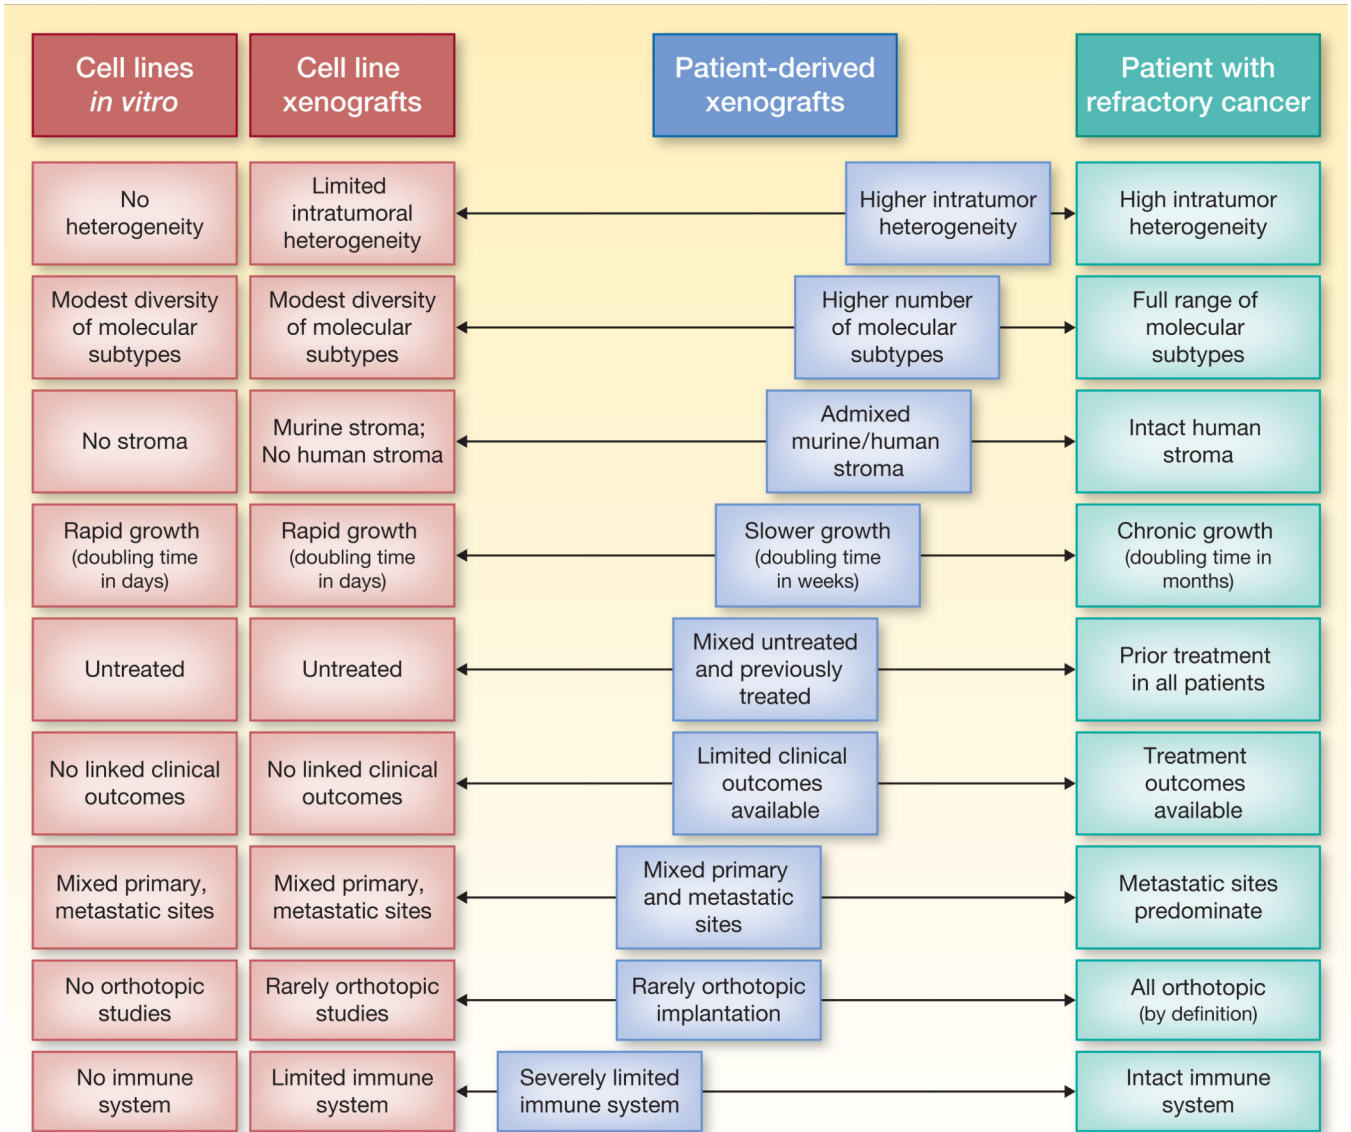 Cell lines
in vitro
Cell line
xenografts
Patient-derived
xenografts
Patient with
refractory cancer
No
heterogeneity
Limited
intratumoral
heterogeneity
Higher intratumor
heterogeneity
High intratumor
heterogeneity
Modest diversity
of molecular
subtypes
Modest diversity
of molecular
subtypes
Higher number
of molecular
subtypes
Full range of
molecular
subtypes
No stroma
Murine stroma;
No human stroma
Admixed
murine/human
stroma
Intact human
stroma
Rapid growth
(doubling time
in days)
Rapid growth
(doubling time
in days)
Slower growth
(doubling time
in weeks)
Chronic growth
(doubling time in
months)
Untreated
Untreated
Mixed untreated
and previously
treated
Prior treatment
in all patients
No linked clinical
outcomes
No linked clinical
outcomes
Limited clinical
outcomes
available
Treatment
outcomes
available
Mixed primary,
metastatic sites
Mixed primary,
metastatic sites
Mixed primary
and metastatic
sites
Metastatic sites
predominate
No orthotopic
studies
Rarely orthotopic
studies
Rarely orthotopic
implantation
All orthotopic
(by definition)
No immune
system
Limited immune
system
Severely limited
immune system
Intact immune
system